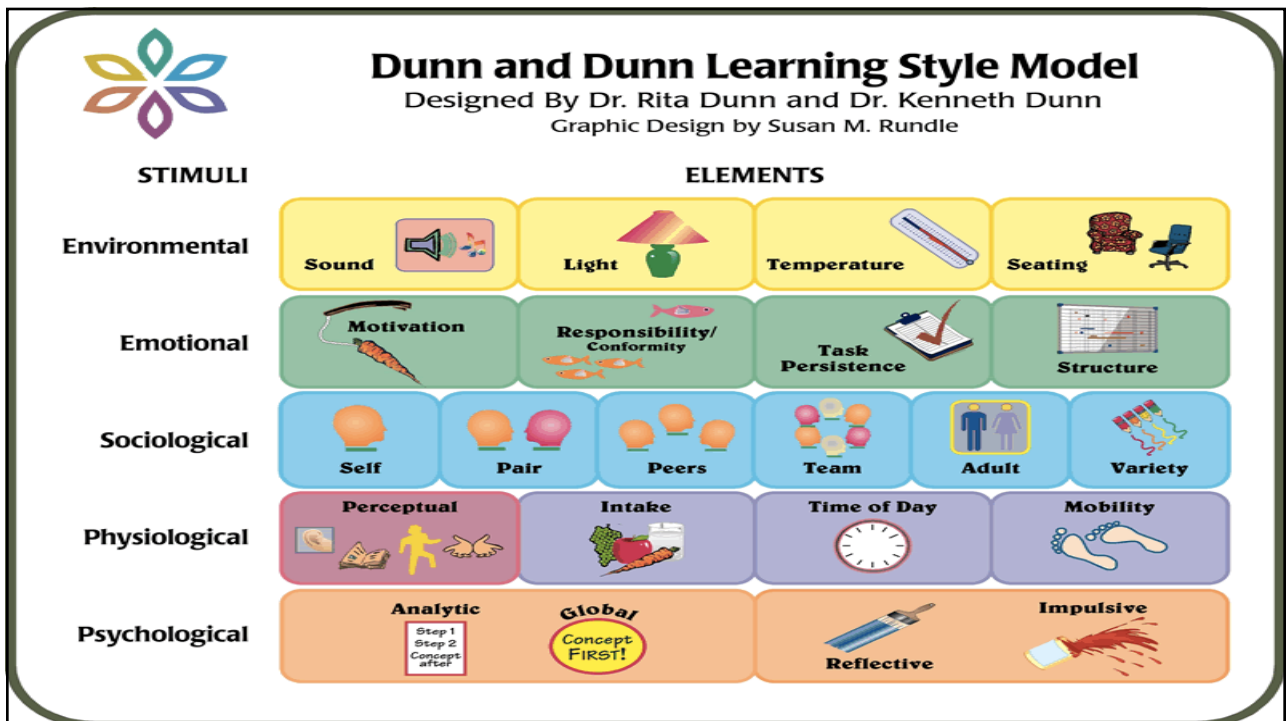 Dunn and Dunn Learning Style Model
Designed By Dr. Rita Dunn and Dr. Kenneth Dunn
Graphic Design by Susan M. Rundle
STIMULI
ELEMENTS
Environmental
Sound
Light
Temperature
Seating
Emotional
Motivation
Responsibility/
Conformity
Task
Persistence
Structure
Sociological
Self
Pair
Peers
Team
Adult
Variety
Physiological
Perceptual
Intake
Time of Day
Mobility
Psychological
Analytic
Step 1
Step 2
Concept
after
Global
Concept
FIRST!
Reflective
Impulsive